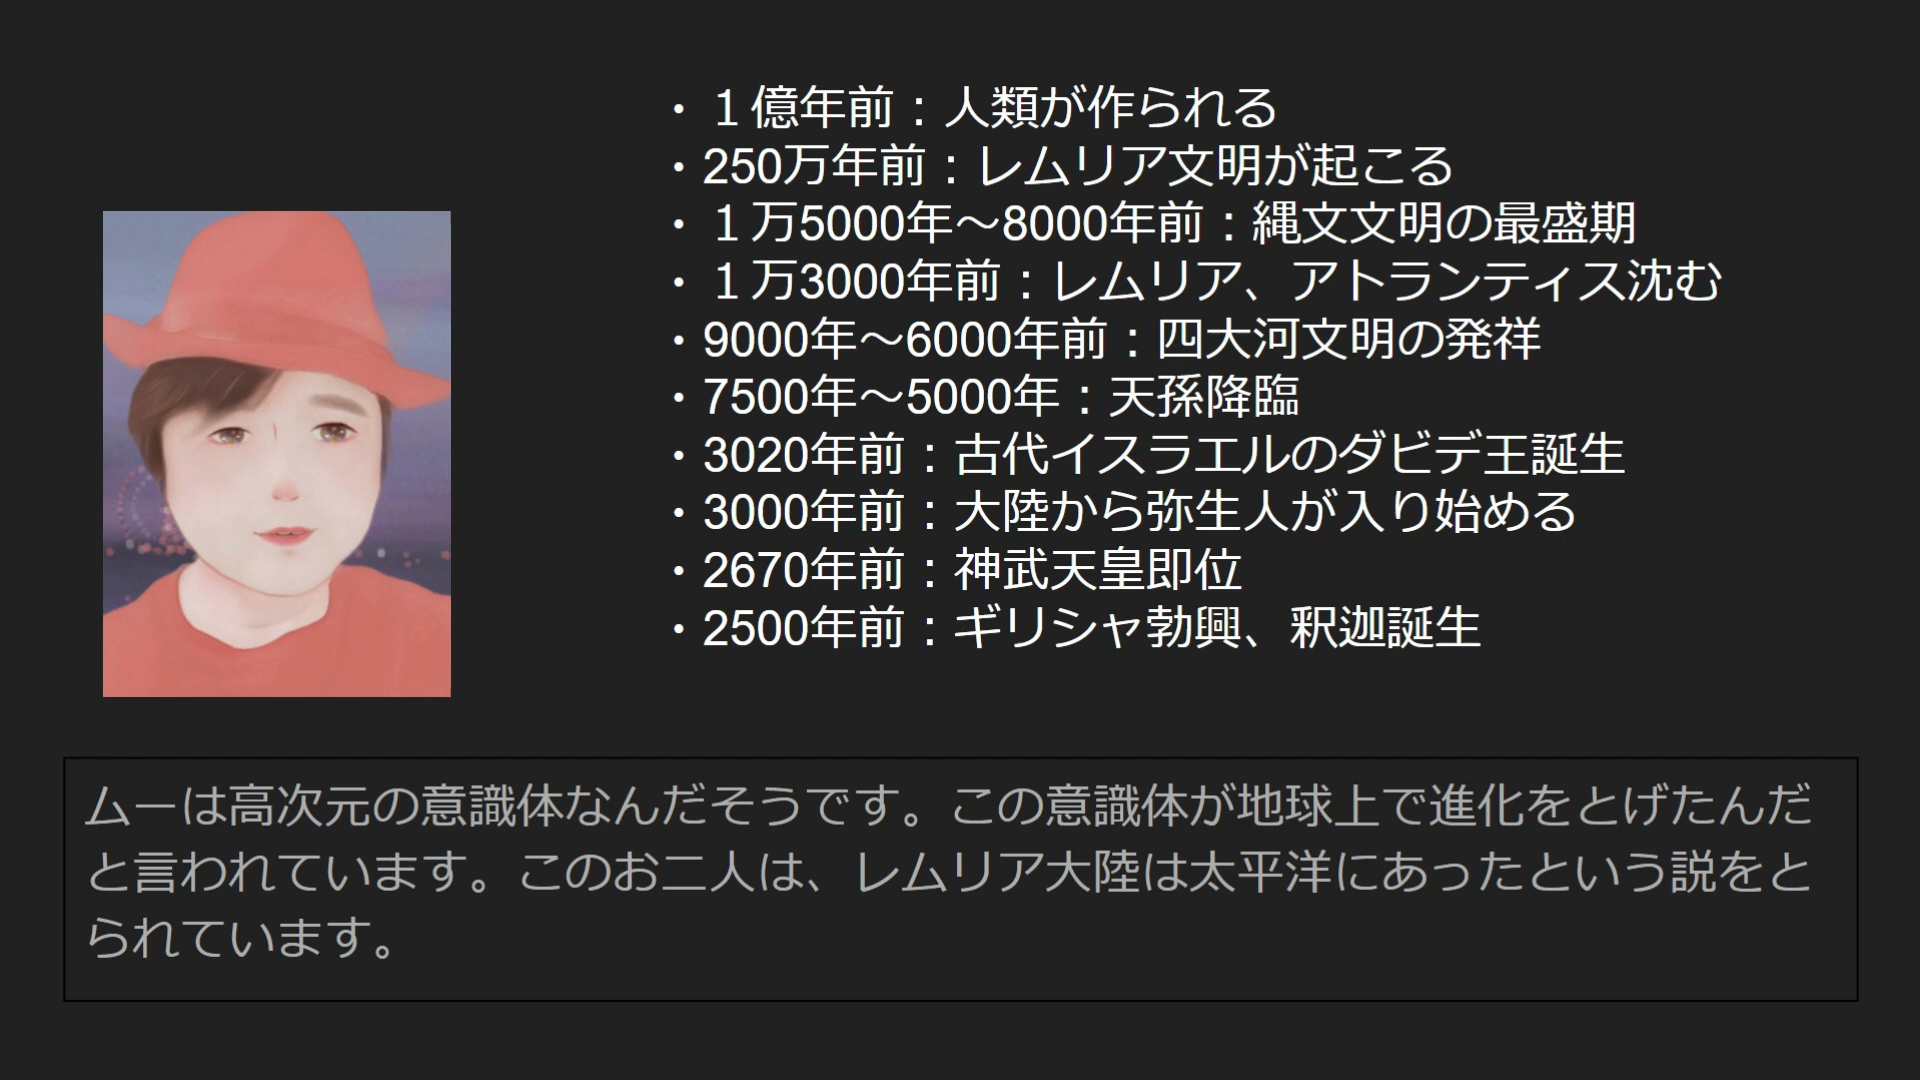 ・１億年前：人類が作られる
・250万年前：レムリア文明が起こる
・１万5000年～8000年前：縄文文明の最盛期
・１万3000年前：レムリア、アトランティス沈む
・9000年～6000年前：四大河文明の発祥
・7500年～5000年：天孫降臨
・3020年前：古代イスラエルのダビデ王誕生
・3000年前：大陸から弥生人が入り始める
・2670年前：神武天皇即位
・2500年前：ギリシャ勃興、釈迦誕生
ムーは高次元の意識体なんだそうです。この意識体が地球上で進化をとげたんだ
と言われています。このお二人は、レムリア大陸は太平洋にあったという説をと
られています。